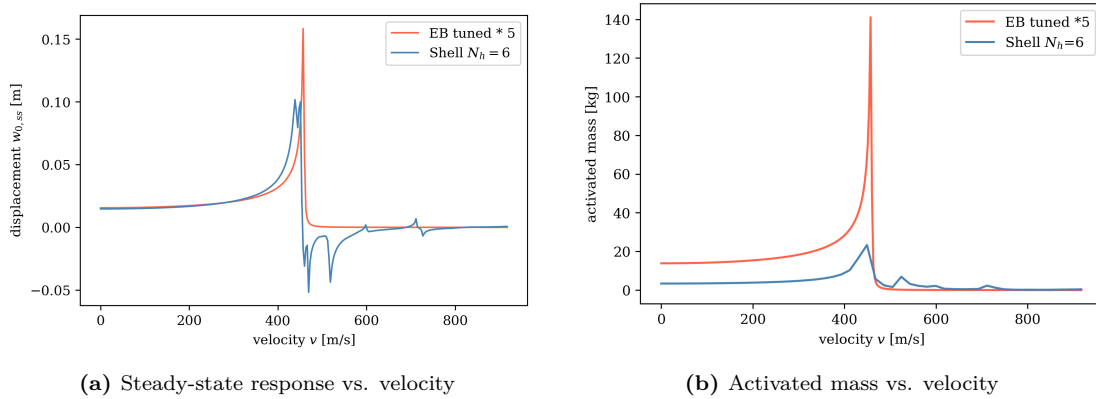 0.15
0.10
0.05
0.00
−0.05
displacement w0,ss [m]
EB tuned * 5
Shell Nh = 6
0 200 400 600 800
velocity v [m/s]
(a) Steady-state response vs. velocity
140
120
100
80
60
40
20
0
activated mass [kg]
EB tuned *5
Shell Nh=6
0 200 400 600 800
velocity v [m/s]
(b) Activated mass vs. velocity